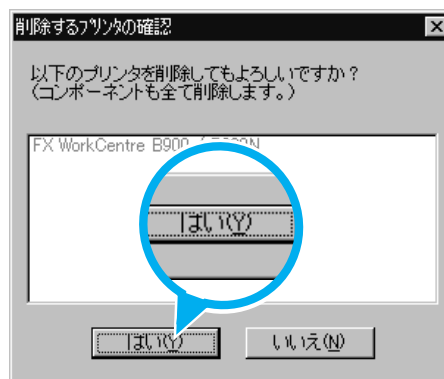 削除するプリンタの確認
以下のプリンタを削除してもよろしいですか？
(コンポーネントも全て削除します。)
FX WorkCentre B900
はい(Y)
はい(Y)
いいえ(N)